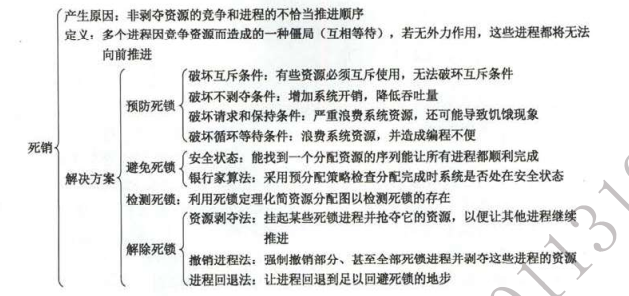 产生原因：非剥夺资源的竞争和进程的不恰当推进顺序
定义：多个进程因竞争资源而造成的一种僵局（互相等待），若无外力作用，这些进程都将无法
向前推进
死锁
解决方案
预防死锁
破坏互斥条件：有些资源必须互斥使用，无法破环互斥条件
破坏不剥夺条件：增加系统开销，降低吞吐量
破坏请求和保持条件：严重浪费系统资源，还可能导致饥饿现象
破坏循环等待条件：浪费系统资源，并造成编程不便
避免死锁
安全状态：能找到一个分配资源的序列能让所有进程都顺利完成
银行家算法：采用预分配策略检查分配完成时系统是否处在安全状态
检测死锁：利用死锁定理化简资源分配图以检测死锁的存在
解除死锁
资源剥夺法：挂起某些死锁进程并抢夺它的资源，以便让其他进程继续
推进
撤销进程法：强制撤销部分、甚至全部死锁进程并剥夺这些进程的资源
进程回退法：让进程回退到足以回避死锁的地步